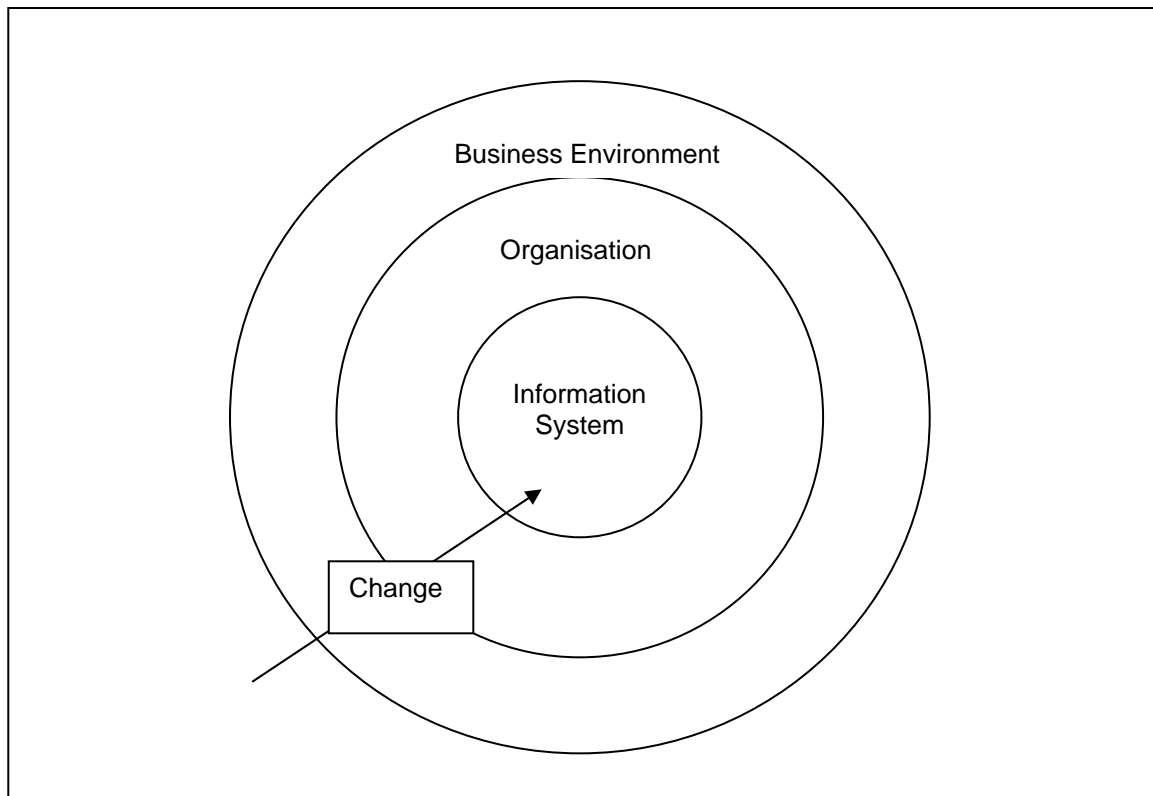 Business Environment
Organisation
Information
System
Change